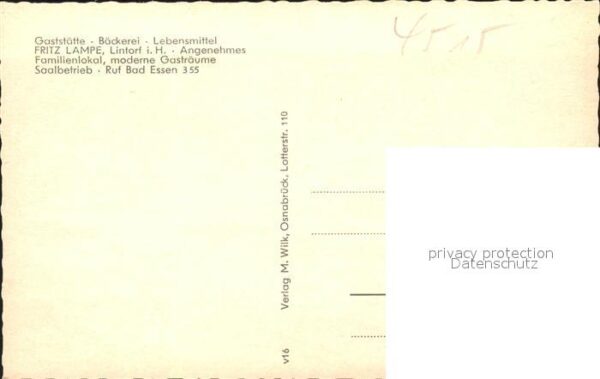 Gaststätte · Bäckerei · Lebensmittel
FRITZ LAMPE, Lintorf i. H. · Angenehmes
Familienlokal, moderne Gasträume
Saalbetrieb · Ruf Bad Essen 355
4515
Verlag M. Wilk, Osnabrück, Lotterstr. 110
v16
privacy protection
Datenschutz